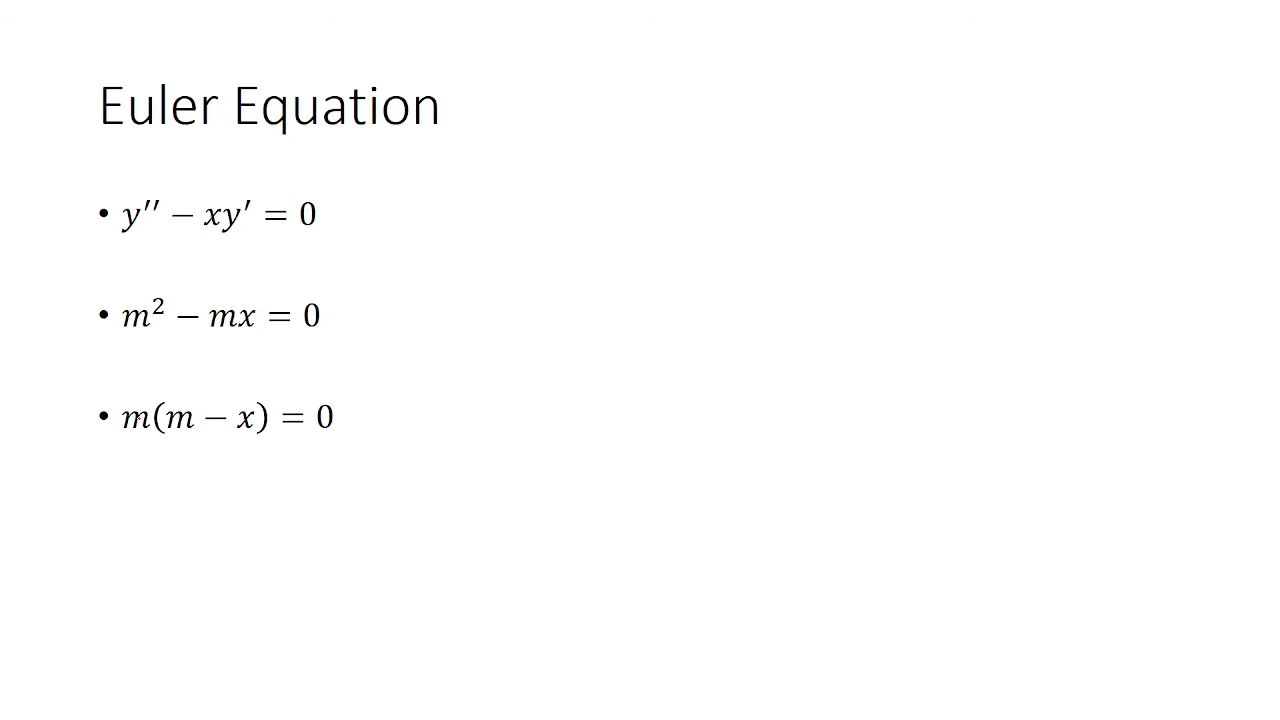 Euler Equation
• y′′ − xy′ = 0
• m² − mx = 0
• m(m − x) = 0